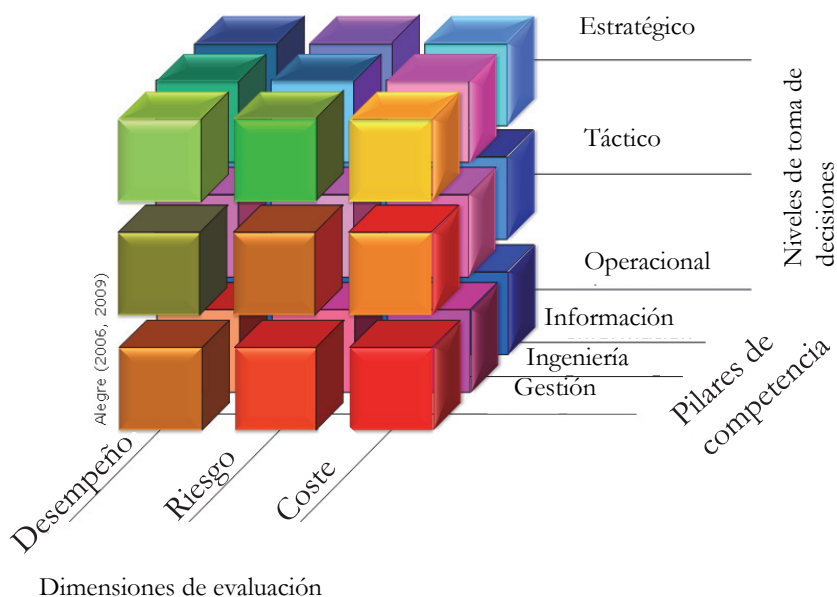 Estratégico
Táctico
Operacional
Niveles de toma de
decisiones
Información
Ingeniería
Gestión
Pilares de
competencia
Alegre (2006, 2009)
Desempeño
Riesgo
Coste
Dimensiones de evaluación